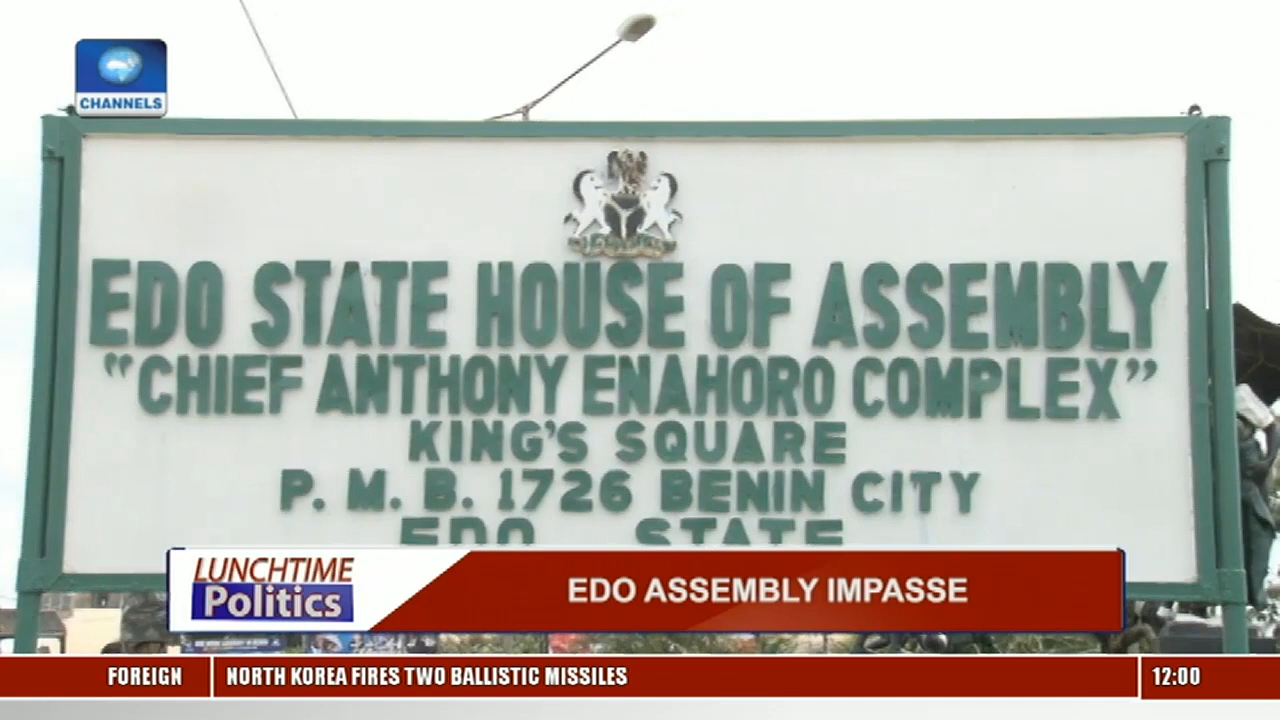 CHANNELS
EDO STATE HOUSE OF ASSEMBLY
"CHIEF ANTHONY ENAHORO COMPLEX”
KING'S SQUARE
P. M. B. 1726 BENIN CITY
EDO STATE
LUNCHTIME
Politics
EDO ASSEMBLY IMPASSE
FOREIGN
NORTH KOREA FIRES TWO BALLISTIC MISSILES
12:00